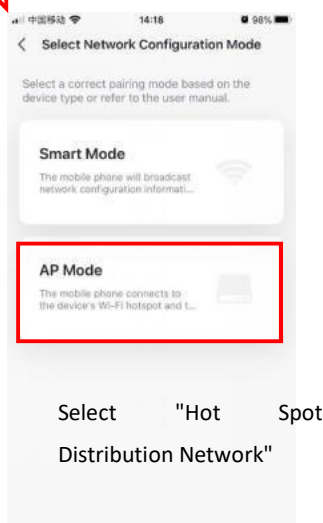 中国移动 14:18 98%
Select Network Configuration Mode
Select a correct pairing mode based on the
device type or refer to the user manual.
Smart Mode
The mobile phone will broadcast
network configuration informati...
AP Mode
The mobile phone connects to
the device's Wi-Fi hotspot and t...
Select "Hot Spot
Distribution Network"